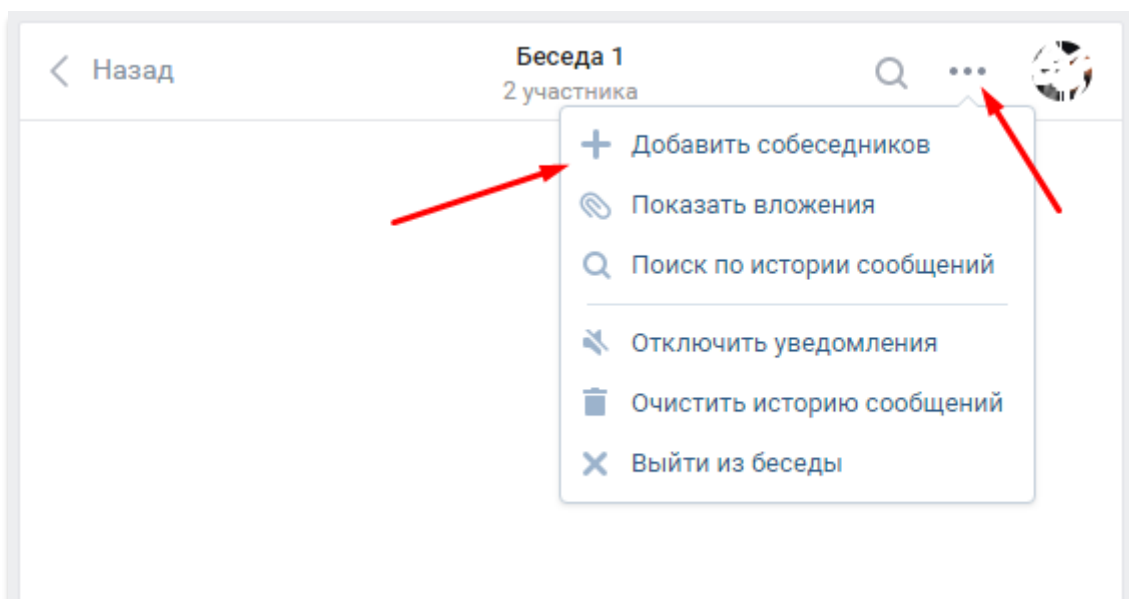 Назад
Беседа 1
2 участника
Добавить собеседников
Показать вложения
Поиск по истории сообщений
Отключить уведомления
Очистить историю сообщений
Выйти из беседы